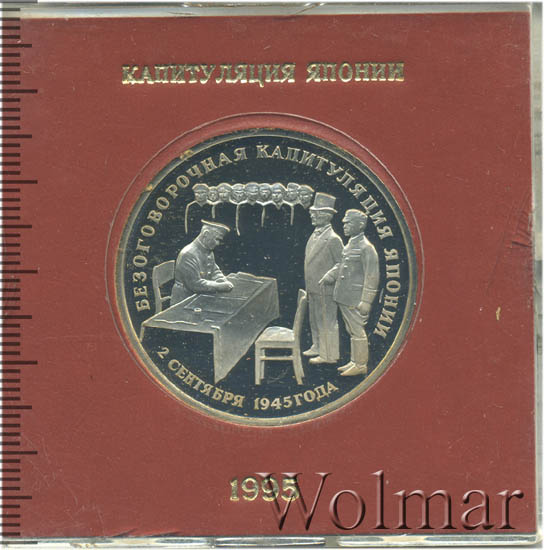 КАПИТУЛЯЦИЯ ЯПОНИИ
БЕЗОГОВОРОЧНАЯ КАПИТУЛЯЦИЯ ЯПОНИИ
2 СЕНТЯБРЯ 1945 ГОДА
1995
Wolmar